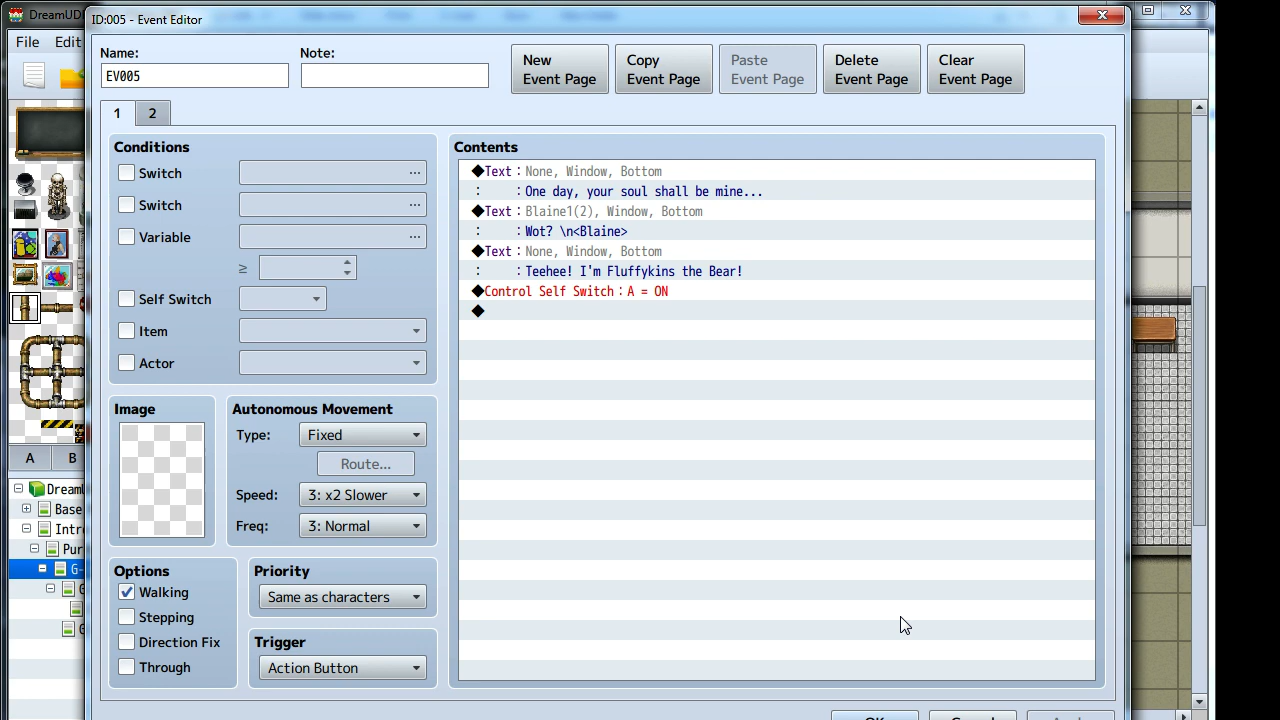 DreamUD
ID:005 - Event Editor
File Edit
Name:
Note:
EV005
New
Event Page
Copy
Event Page
Paste
Event Page
Delete
Event Page
Clear
Event Page
1 2
Conditions
Switch ...
Switch ...
Variable ...
≥
Self Switch
Item
Actor
Image
Autonomous Movement
Type: Fixed
Route...
Speed: 3: x2 Slower
Freq: 3: Normal
Options
Walking
Stepping
Direction Fix
Through
Priority
Same as characters
Trigger
Action Button
Contents
◆Text : None, Window, Bottom
: : One day, your soul shall be mine...
◆Text : Blaine1(2), Window, Bottom
: : Wot? \n<Blaine>
◆Text : None, Window, Bottom
: : Teehee! I'm Fluffykins the Bear!
◆Control Self Switch : A = ON
◆
A B
Dream
Base
Intr
Pur
G-
G